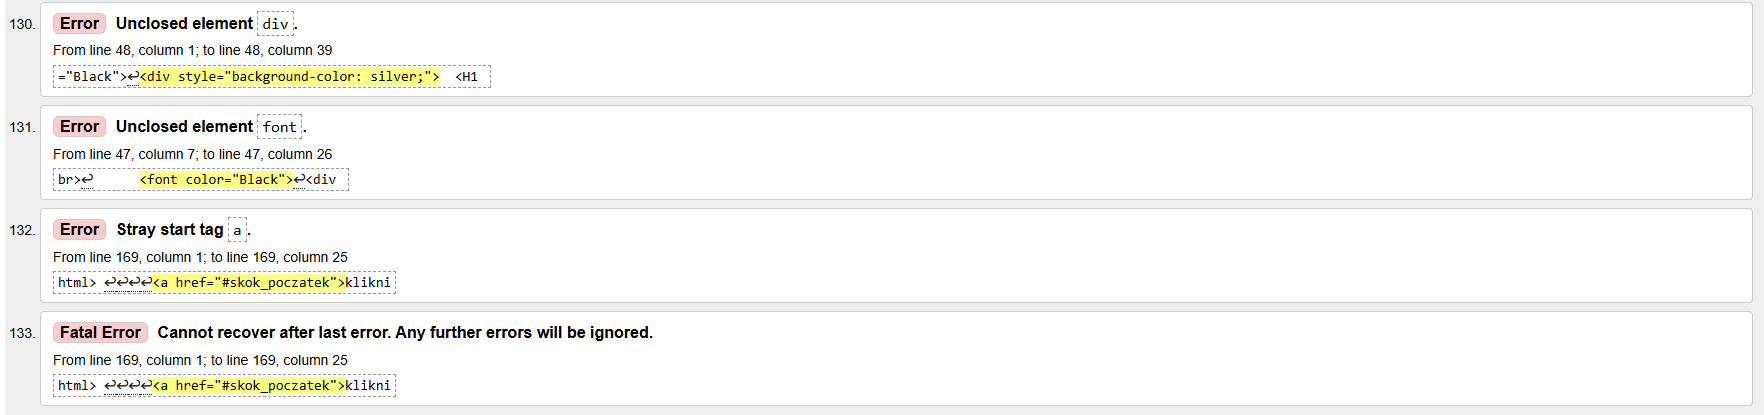 130. Error Unclosed element div.
From line 48, column 1; to line 48, column 39
="Black">↩<div style="background-color: silver;">  <H1
131. Error Unclosed element font.
From line 47, column 7; to line 47, column 26
br>↩      <font color="Black">↩<div
132. Error Stray start tag a.
From line 169, column 1; to line 169, column 25
html> ↩↩↩↩<a href="#skok_poczatek">klikni
133. Fatal Error Cannot recover after last error. Any further errors will be ignored.
From line 169, column 1; to line 169, column 25
html> ↩↩↩↩<a href="#skok_poczatek">klikni